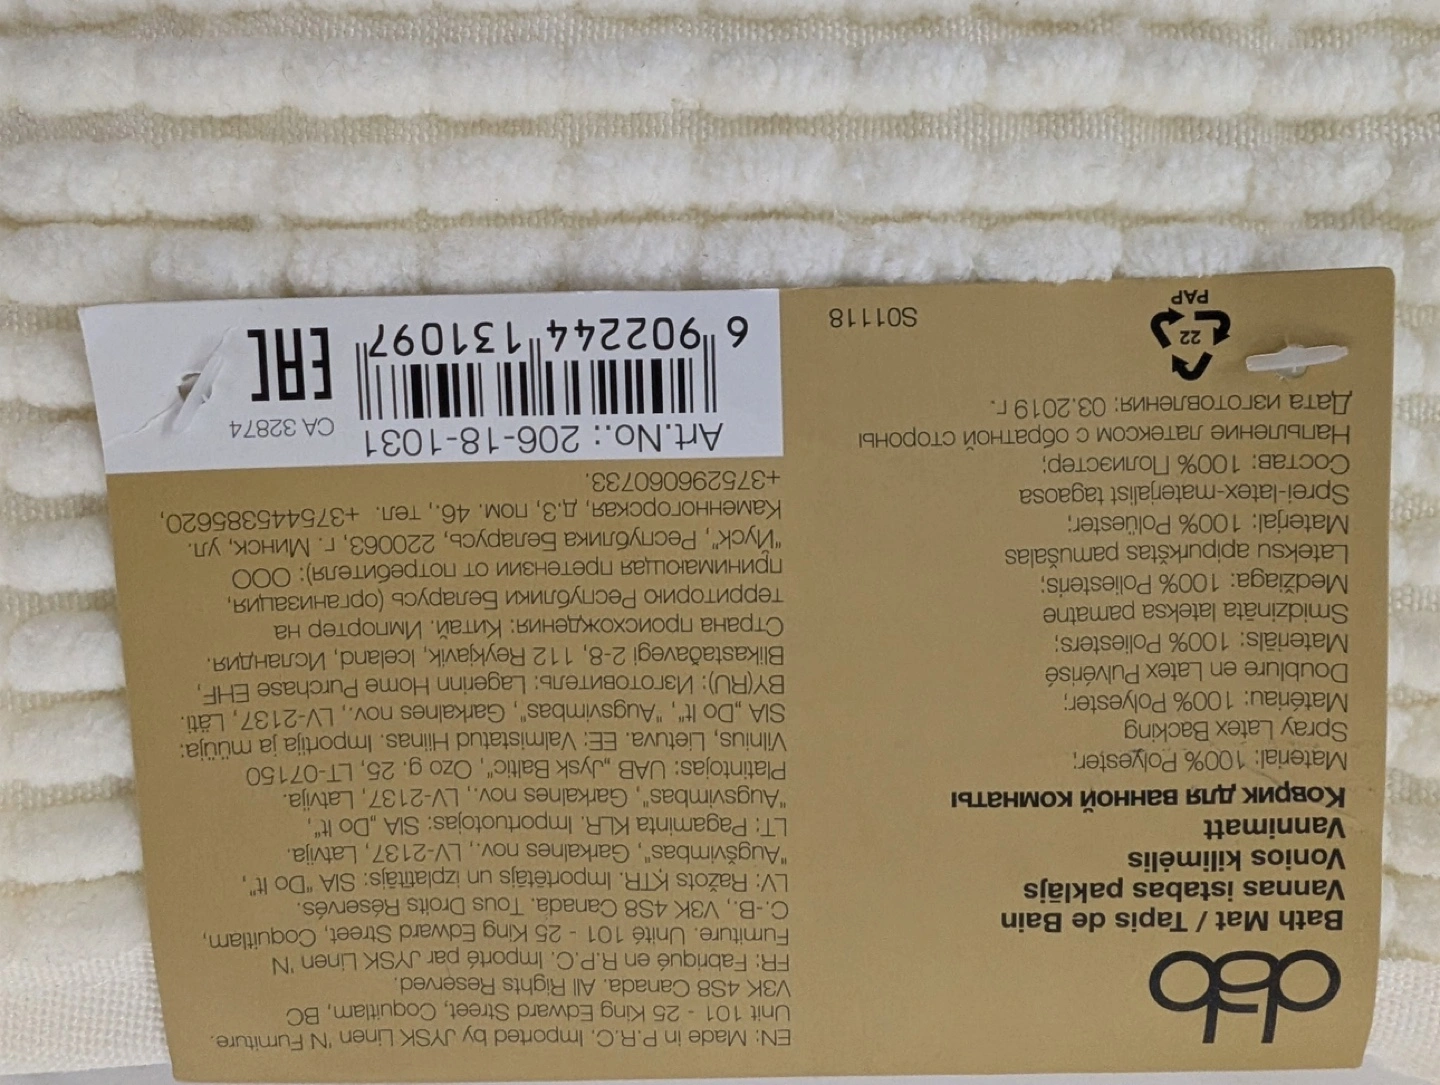 Bath Mat / Tapis de Bain
Vannas istabas paklājs
Vonios kilimėlis
Vannimatt
Коврик для ванной комнаты
Material: 100% Polyester;
Spray Latex Backing
Matériau: 100% Polyester;
Doublure en Latex Pulvérisé
Materiāls: 100% Poliesters;
Smidzināta lateksa pamatne
Medžiaga: 100% Poliesteris;
Lateksu apipurkštas pamušalas
Materjal: 100% Polüester;
Sprei-latex-materjalist tagaosa
Состав: 100% Полиэстер;
Напыление латексом с обратной стороны
Дата изготовления: 03.2019 г.
22
PAP
S01118
EN: Made in P.R.C. Imported by JYSK Linen 'N Furniture.
Unit 101 - 25 King Edward Street, Coquitlam, BC
V3K 4S8 Canada. All Rights Reserved.
FR: Fabriqué en R.P.C. Importé par JYSK Linen 'N
Furniture. Unité 101 - 25 King Edward Street, Coquitlam,
C.-B., V3K 4S8 Canada. Tous Droits Réservés.
LV: Ražots ĶTR. Importētājs un izplatītājs: SIA "Do It",
"Augšvimbas", Garkalnes nov., LV-2137, Latvija.
LT: Pagaminta KLR. Importuotojas: SIA „Do It",
"Augsvimbas", Garkalnes nov., LV-2137, Latvija.
Platintojas: UAB „Jysk Baltic", Ozo g. 25, LT-07150
Vilnius, Lietuva. EE: Valmistatud Hiinas. Importija ja müüja:
SIA „Do It", "Augsvimbas", Garkalnes nov., LV-2137, Läti.
BY(RU): Изготовитель: Lagerinn Home Purchase EHF,
Blikastaðavegi 2-8, 112 Reykjavik, Iceland, Исландия.
Страна происхождения: Китай. Импортер на
территорию Республики Беларусь (организация,
принимающая претензии от потребителя): ООО
"Йуск", Республика Беларусь, 220063, г. Минск, ул.
Каменногорская, д.3, пом. 46., тел. +375445385620,
+375296060733.
Art.No.: 206-18-1031
CA 32874
6 902244 131097
EAC